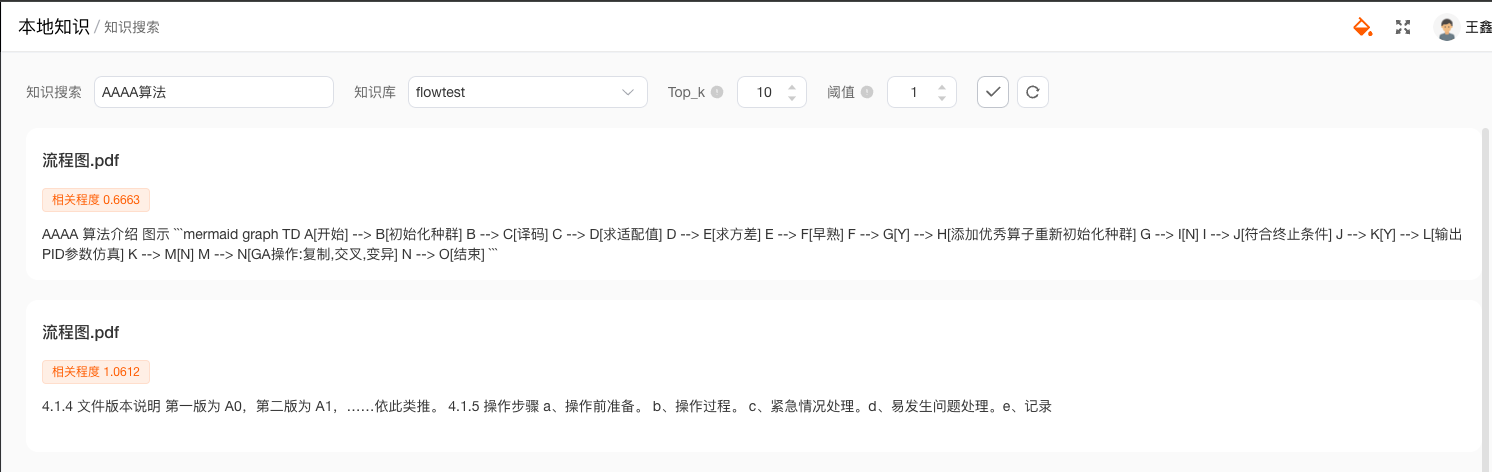 本地知识 / 知识搜索
王鑫
知识搜索 AAAA算法 知识库 flowtest Top_k 10 阈值 1
流程图.pdf
相关程度 0.6663
AAAA 算法介绍 图示 ```mermaid graph TD A[开始] --> B[初始化种群] B --> C[译码] C --> D[求适配值] D --> E[求方差] E --> F[早熟] F --> G[Y] --> H[添加优秀算子重新初始化种群] G --> I[N] I --> J[符合终止条件] J --> K[Y] --> L[输出
PID参数仿真] K --> M[N] M --> N[GA操作:复制,交叉,变异] N --> O[结束] ```
流程图.pdf
相关程度 1.0612
4.1.4 文件版本说明 第一版为 A0，第二版为 A1，……依此类推。 4.1.5 操作步骤 a、操作前准备。 b、操作过程。 c、紧急情况处理。d、易发生问题处理。e、记录